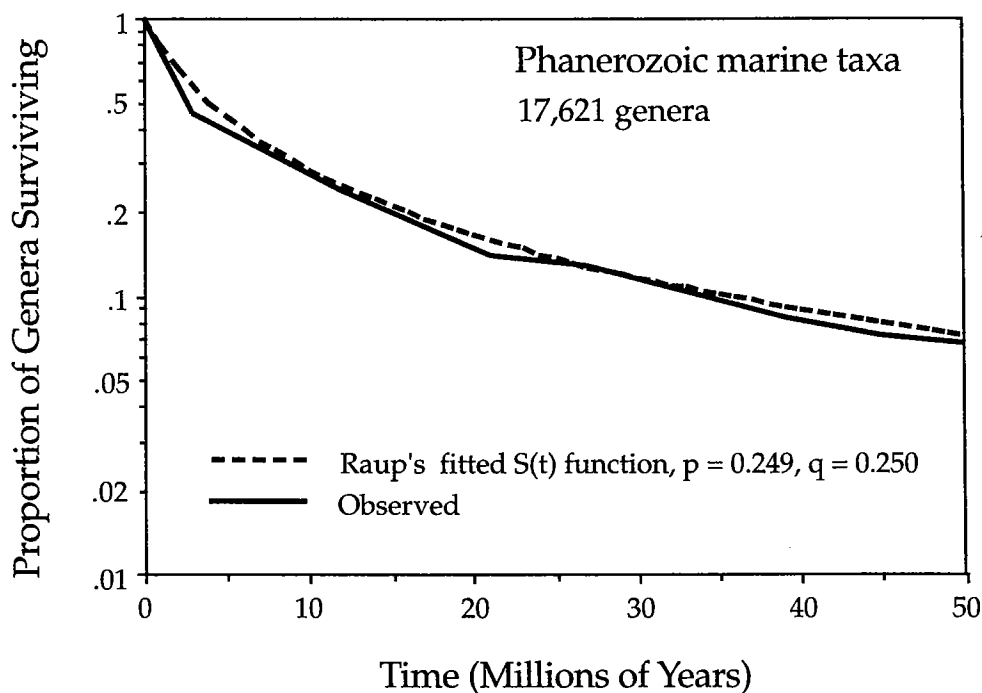 Proportion of Genera Surviving
1
.5
.2
.1
.05
.02
.01
Phanerozoic marine taxa
17,621 genera
Raup's fitted S(t) function, p = 0.249, q = 0.250
Observed
0
10
20
30
40
50
Time (Millions of Years)